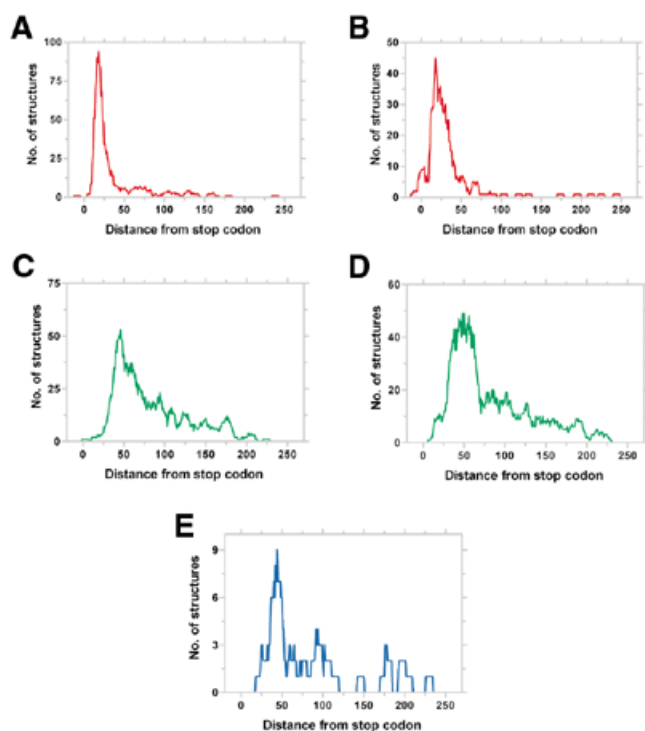 A
100
75
50
25
0
No. of structures
0 50 100 150 200 250
Distance from stop codon
B
50
40
30
20
10
0
No. of structures
0 50 100 150 200 250
Distance from stop codon
C
75
50
25
0
No. of structures
0 50 100 150 200 250
Distance from stop codon
D
60
40
20
0
No. of structures
0 50 100 150 200 250
Distance from stop codon
E
9
6
3
0
No. of structures
0 50 100 150 200 250
Distance from stop codon